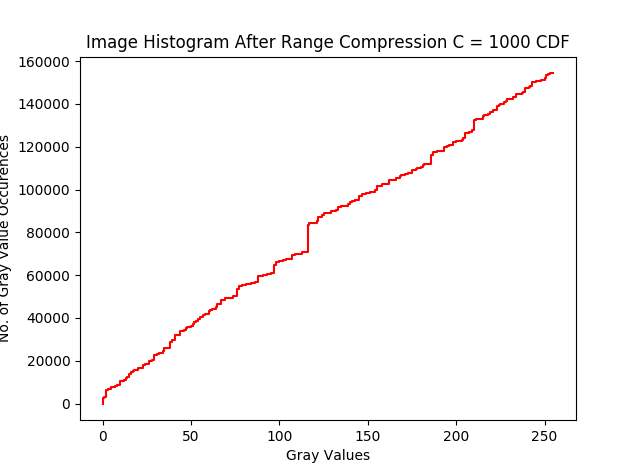 Image Histogram After Range Compression C = 1000 CDF
No. of Gray Value Occurences
160000
140000
120000
100000
80000
60000
40000
20000
0
0 50 100 150 200 250
Gray Values